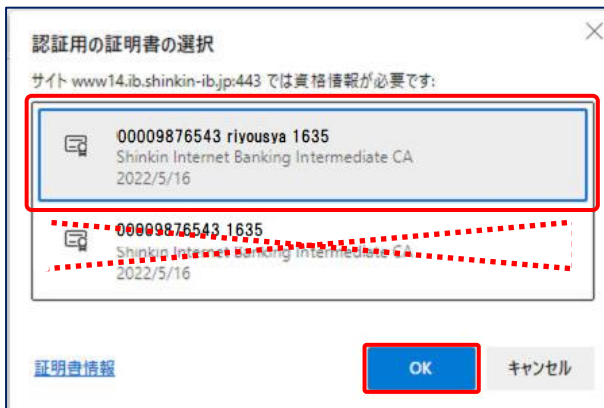 認証用の証明書の選択
サイト www14.ib.shinkin-ib.jp:443 では資格情報が必要です:
00009876543 riyousya 1635
Shinkin Internet Banking Intermediate CA
2022/5/16
00009876543 1635
Shinkin Internet Banking Intermediate CA
2022/5/16
証明書情報
OK
キャンセル